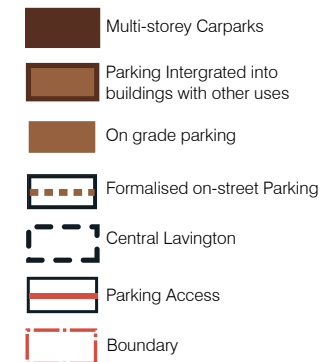 Multi-storey Carparks
Parking Intergrated into
buildings with other uses
On grade parking
Formalised on-street Parking
Central Lavington
Parking Access
Boundary